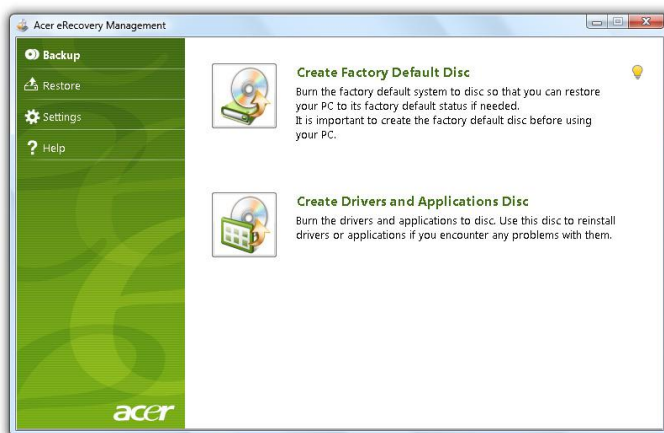 Acer eRecovery Management
Backup
Restore
Settings
Help
Create Factory Default Disc
Burn the factory default system to disc so that you can restore
your PC to its factory default status if needed.
It is important to create the factory default disc before using
your PC.
Create Drivers and Applications Disc
Burn the drivers and applications to disc. Use this disc to reinstall
drivers or applications if you encounter any problems with them.
acer